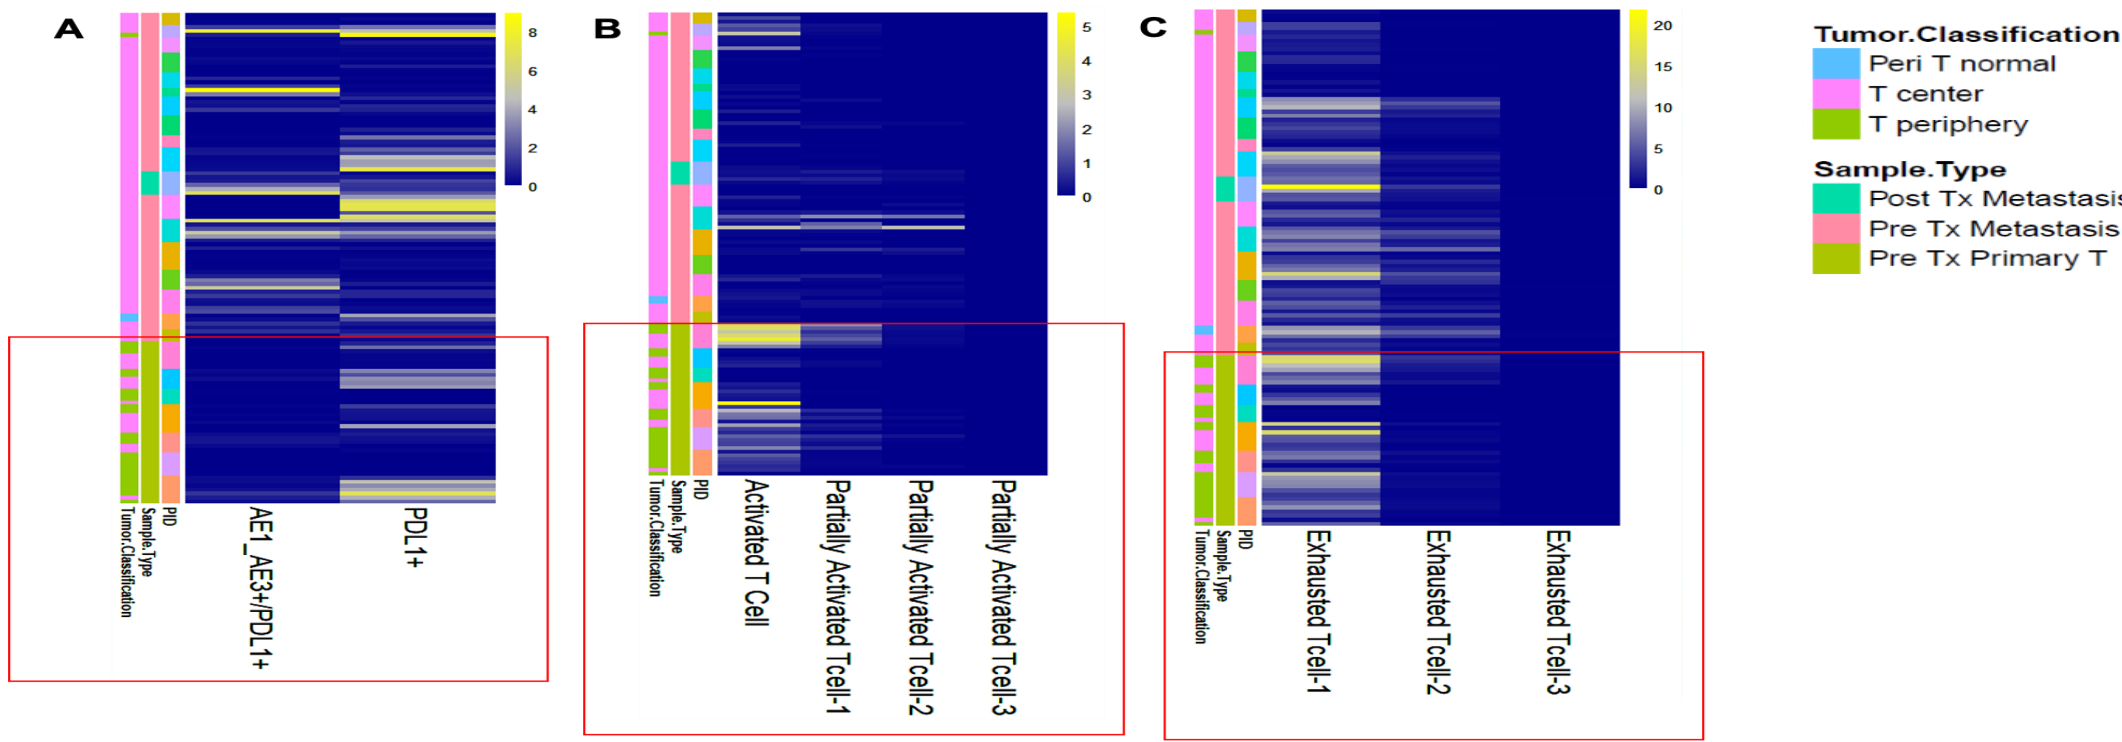 A
8
6
4
2
0
PID
Sample.Type
Tumor.Classification
AE1_AE3+/PDL1+
PDL1+
B
5
4
3
2
1
0
PID
Sample.Type
Tumor.Classification
Activated T Cell
Partially Activated Tcell-1
Partially Activated Tcell-2
Partially Activated Tcell-3
C
20
15
10
5
0
PID
Sample.Type
Tumor.Classification
Exhausted Tcell-1
Exhausted Tcell-2
Exhausted Tcell-3
Tumor.Classification
Peri T normal
T center
T periphery
Sample.Type
Post Tx Metastasis
Pre Tx Metastasis
Pre Tx Primary T